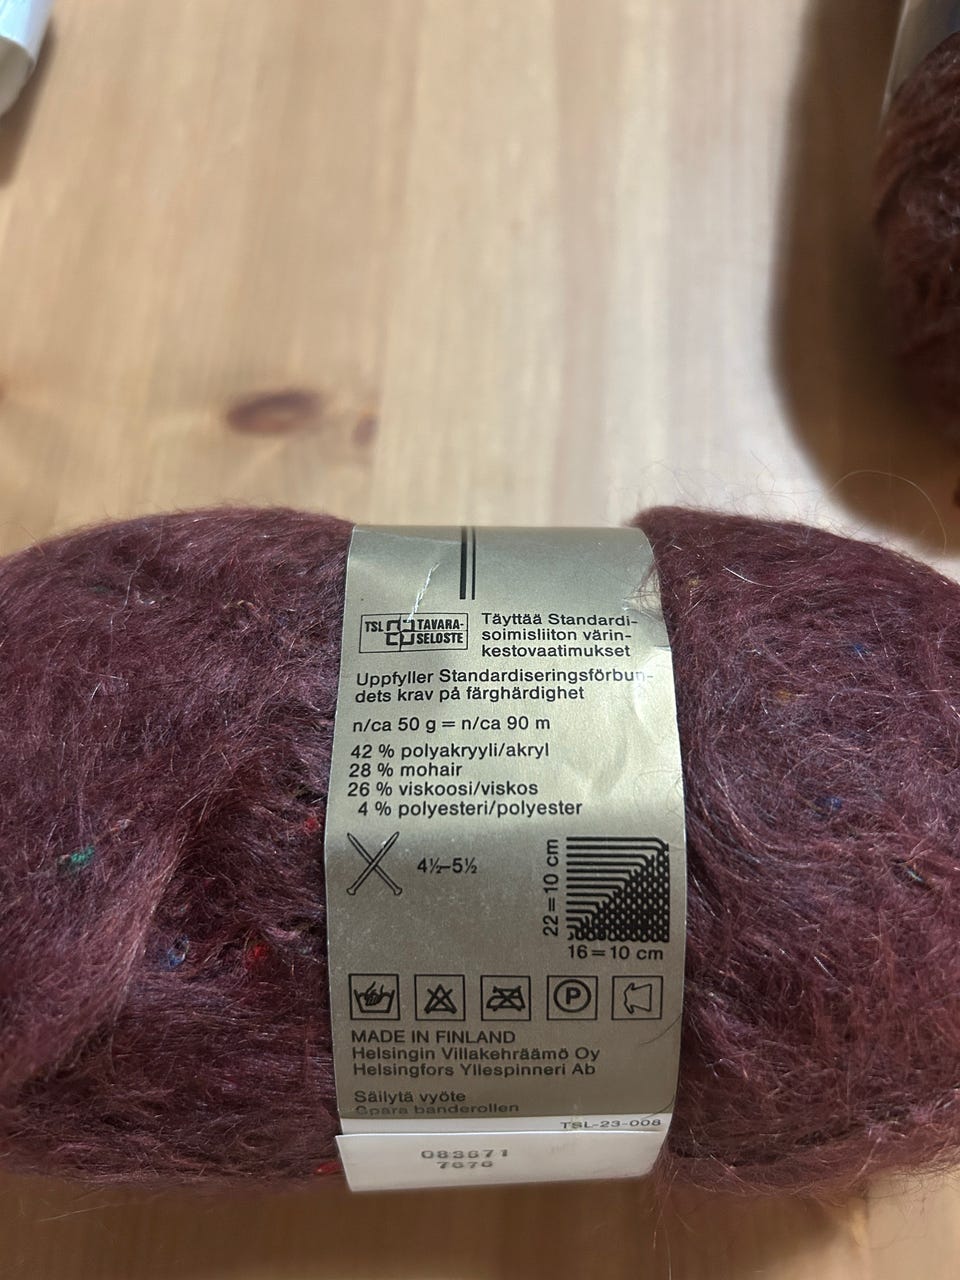 TSL TAVARA-
SELOSTE
Täyttää Standardi-
soimisliiton värin-
kestovaatimukset
Uppfyller Standardiseringsförbun-
dets krav på färghärdighet
n/ca 50 g = n/ca 90 m
42 % polyakryyli/akryl
28 % mohair
26 % viskoosi/viskos
4 % polyesteri/polyester
4½–5½
22=10 cm
16=10 cm
P
MADE IN FINLAND
Helsingin Villakehräämö Oy
Helsingfors Yllespinneri Ab
Säilytä vyöte
Spara banderollen
TSL-23-008
083671
7676